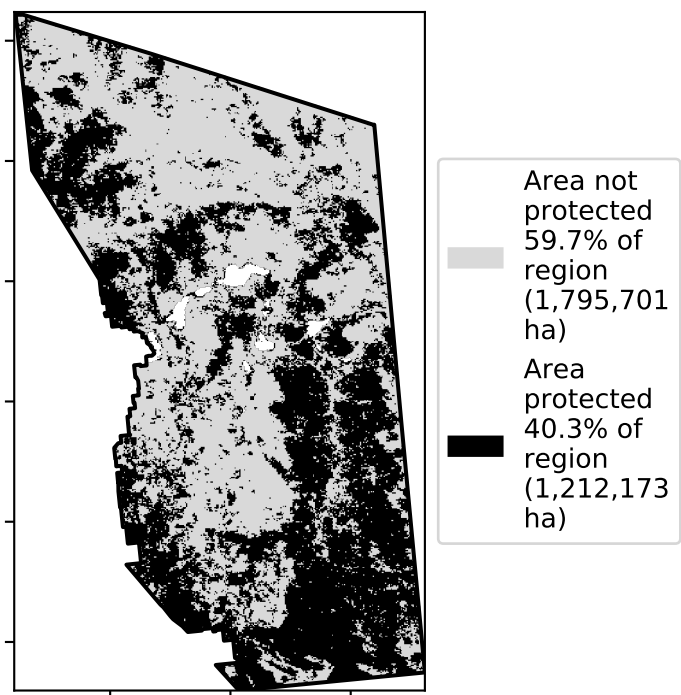 Area not
protected
59.7% of
region
(1,795,701
ha)
Area
protected
40.3% of
region
(1,212,173
ha)